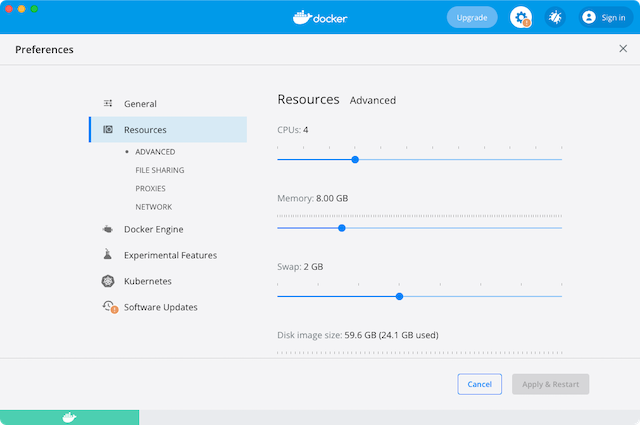 docker
Upgrade
Sign in
Preferences
General
Resources
ADVANCED
FILE SHARING
PROXIES
NETWORK
Docker Engine
Experimental Features
Kubernetes
Software Updates
Resources Advanced
CPUs: 4
Memory: 8.00 GB
Swap: 2 GB
Disk image size: 59.6 GB (24.1 GB used)
Cancel
Apply & Restart